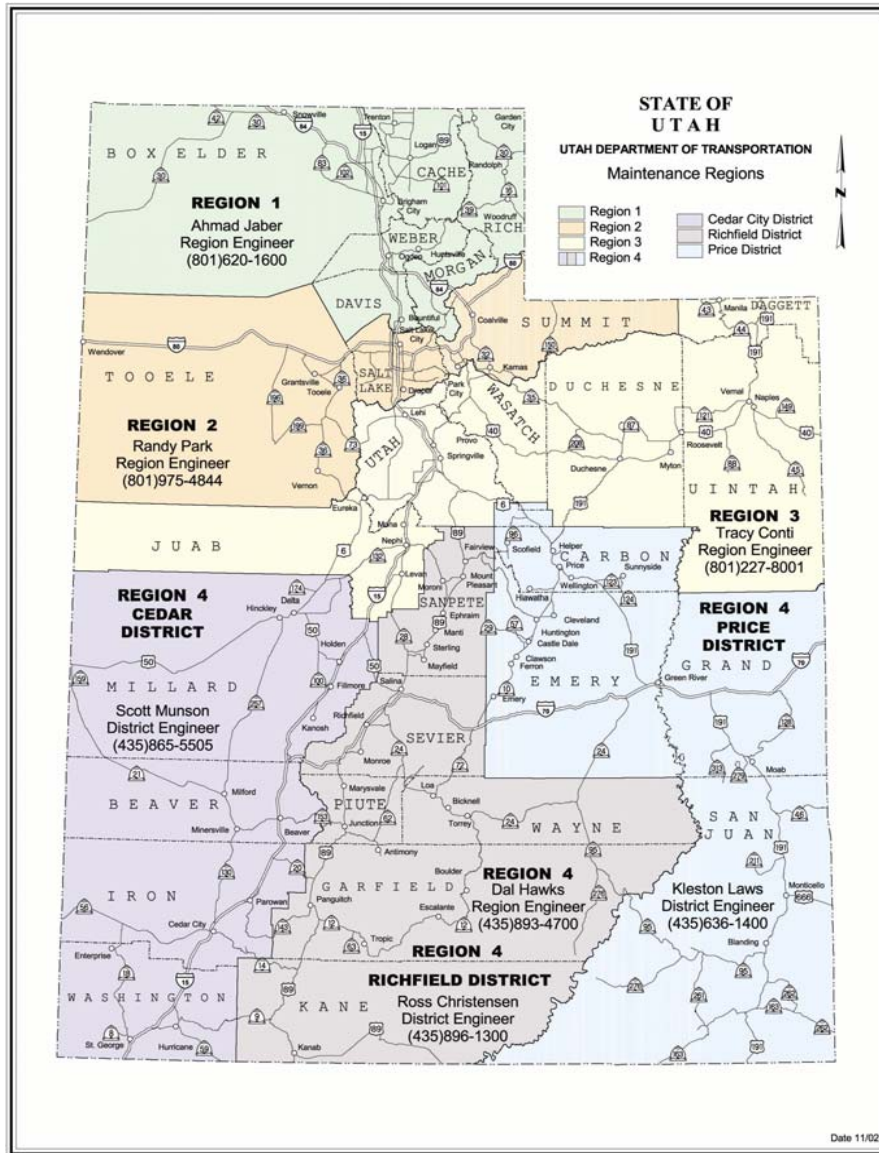 STATE OF
UTAH
UTAH DEPARTMENT OF TRANSPORTATION
Maintenance Regions
N
Region 1
Region 2
Region 3
Region 4
Cedar City District
Richfield District
Price District
BOX ELDER
Snowville
Trenton
Garden City
Logan
CACHE
Randolph
Brigham City
Woodruff
RICH
WEBER
Ogden
Huntsville
MORGAN
DAVIS
Bountiful
REGION 1
Ahmad Jaber
Region Engineer
(801)620-1600
Salt Lake City
Coalville
SUMMIT
Wendover
TOOELE
Grantsville
Tooele
SALT LAKE
Draper
Park City
Kamas
Vernon
REGION 2
Randy Park
Region Engineer
(801)975-4844
Manila
DAGGETT
DUCHESNE
WASATCH
Vernal
Naples
Lehi
UTAH
Provo
Springville
Roosevelt
Duchesne
Myton
UINTAH
Eureka
Mona
JUAB
Nephi
Levan
REGION 3
Tracy Conti
Region Engineer
(801)227-8001
Scofield
Helper
CARBON
Price
Sunnyside
Wellington
Hiawatha
Fairview
Mount Pleasant
Moroni
SANPETE
Ephraim
Manti
Sterling
Mayfield
Cleveland
Huntington
Castle Dale
Clawson
Ferron
EMERY
Emery
Green River
REGION 4
CEDAR
DISTRICT
Delta
Hinckley
Holden
MILLARD
Fillmore
Kanosh
Scott Munson
District Engineer
(435)865-5505
REGION 4
PRICE
DISTRICT
GRAND
Moab
SAN JUAN
Monticello
Blanding
Kleston Laws
District Engineer
(435)636-1400
Salina
Richfield
SEVIER
Monroe
Marysvale
PIUTE
Junction
Antimony
Loa
Bicknell
Torrey
WAYNE
BEAVER
Milford
Minersville
Beaver
IRON
Parowan
Cedar City
Enterprise
WASHINGTON
St. George
Hurricane
GARFIELD
Panguitch
Boulder
Escalante
Tropic
REGION 4
Dal Hawks
Region Engineer
(435)893-4700
REGION 4
RICHFIELD DISTRICT
Ross Christensen
District Engineer
(435)896-1300
KANE
Kanab
Date 11/02